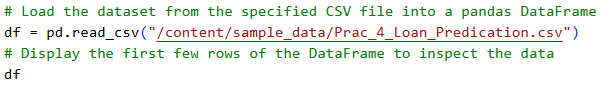 # Load the dataset from the specified CSV file into a pandas DataFrame
df = pd.read_csv("/content/sample_data/Prac_4_Loan_Predication.csv")
# Display the first few rows of the DataFrame to inspect the data
df